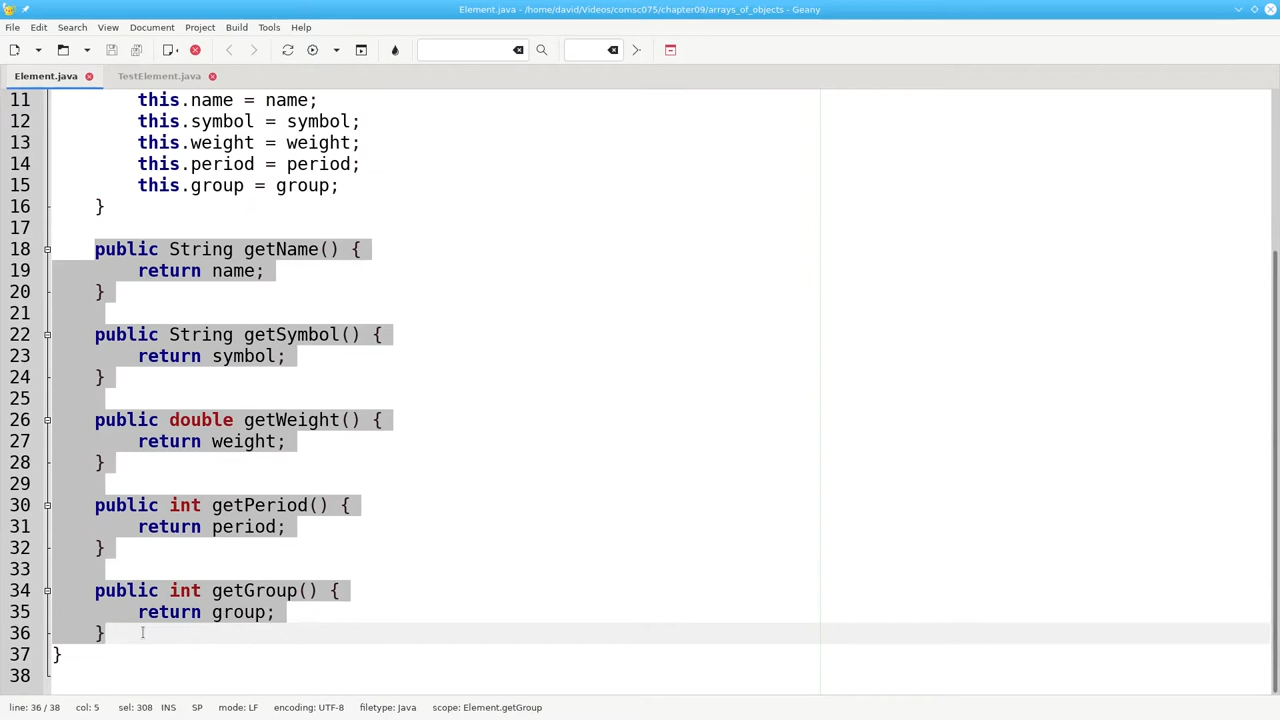 Element.java - /home/david/Videos/comsc075/chapter09/arrays_of_objects - Geany
File Edit Search View Document Project Build Tools Help
Element.java TestElement.java
11 this.name = name;
12 this.symbol = symbol;
13 this.weight = weight;
14 this.period = period;
15 this.group = group;
16 }
17
18 public String getName() {
19 return name;
20 }
21
22 public String getSymbol() {
23 return symbol;
24 }
25
26 public double getWeight() {
27 return weight;
28 }
29
30 public int getPeriod() {
31 return period;
32 }
33
34 public int getGroup() {
35 return group;
36 }
37 }
38
line: 36 / 38 col: 5 sel: 308 INS SP mode: LF encoding: UTF-8 filetype: Java scope: Element.getGroup